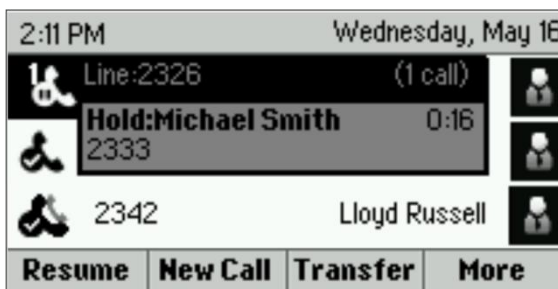 2:11 PM Wednesday, May 16
1 Line:2326 (1 call)
Hold:Michael Smith 0:16
2333
2342 Lloyd Russell
Resume New Call Transfer More